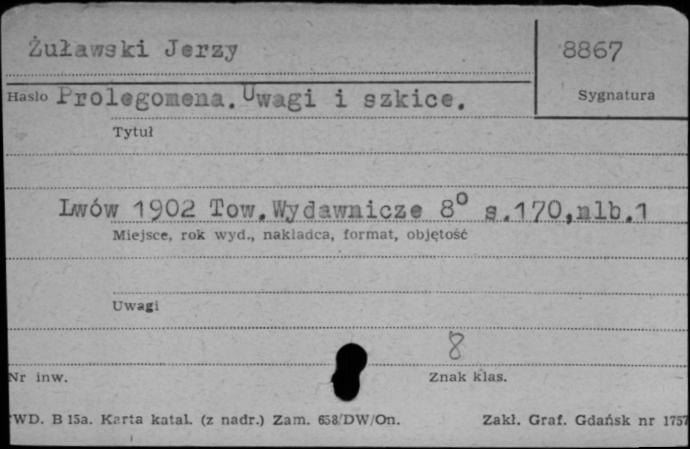 Żuławski Jerzy
8867
Hasło Prolegomena. Uwagi i szkice.
Sygnatura
Tytuł
Lwów 1902 Tow. Wydawnicze 8° s.170, nlb.1
Miejsce, rok wyd., nakładca, format, objętość
Uwagi
8
Nr inw.
Znak klas.
WD. B 15a. Karta katal. (z nadr.) Zam. 658/DW/On.
Zakł. Graf. Gdańsk nr 1757